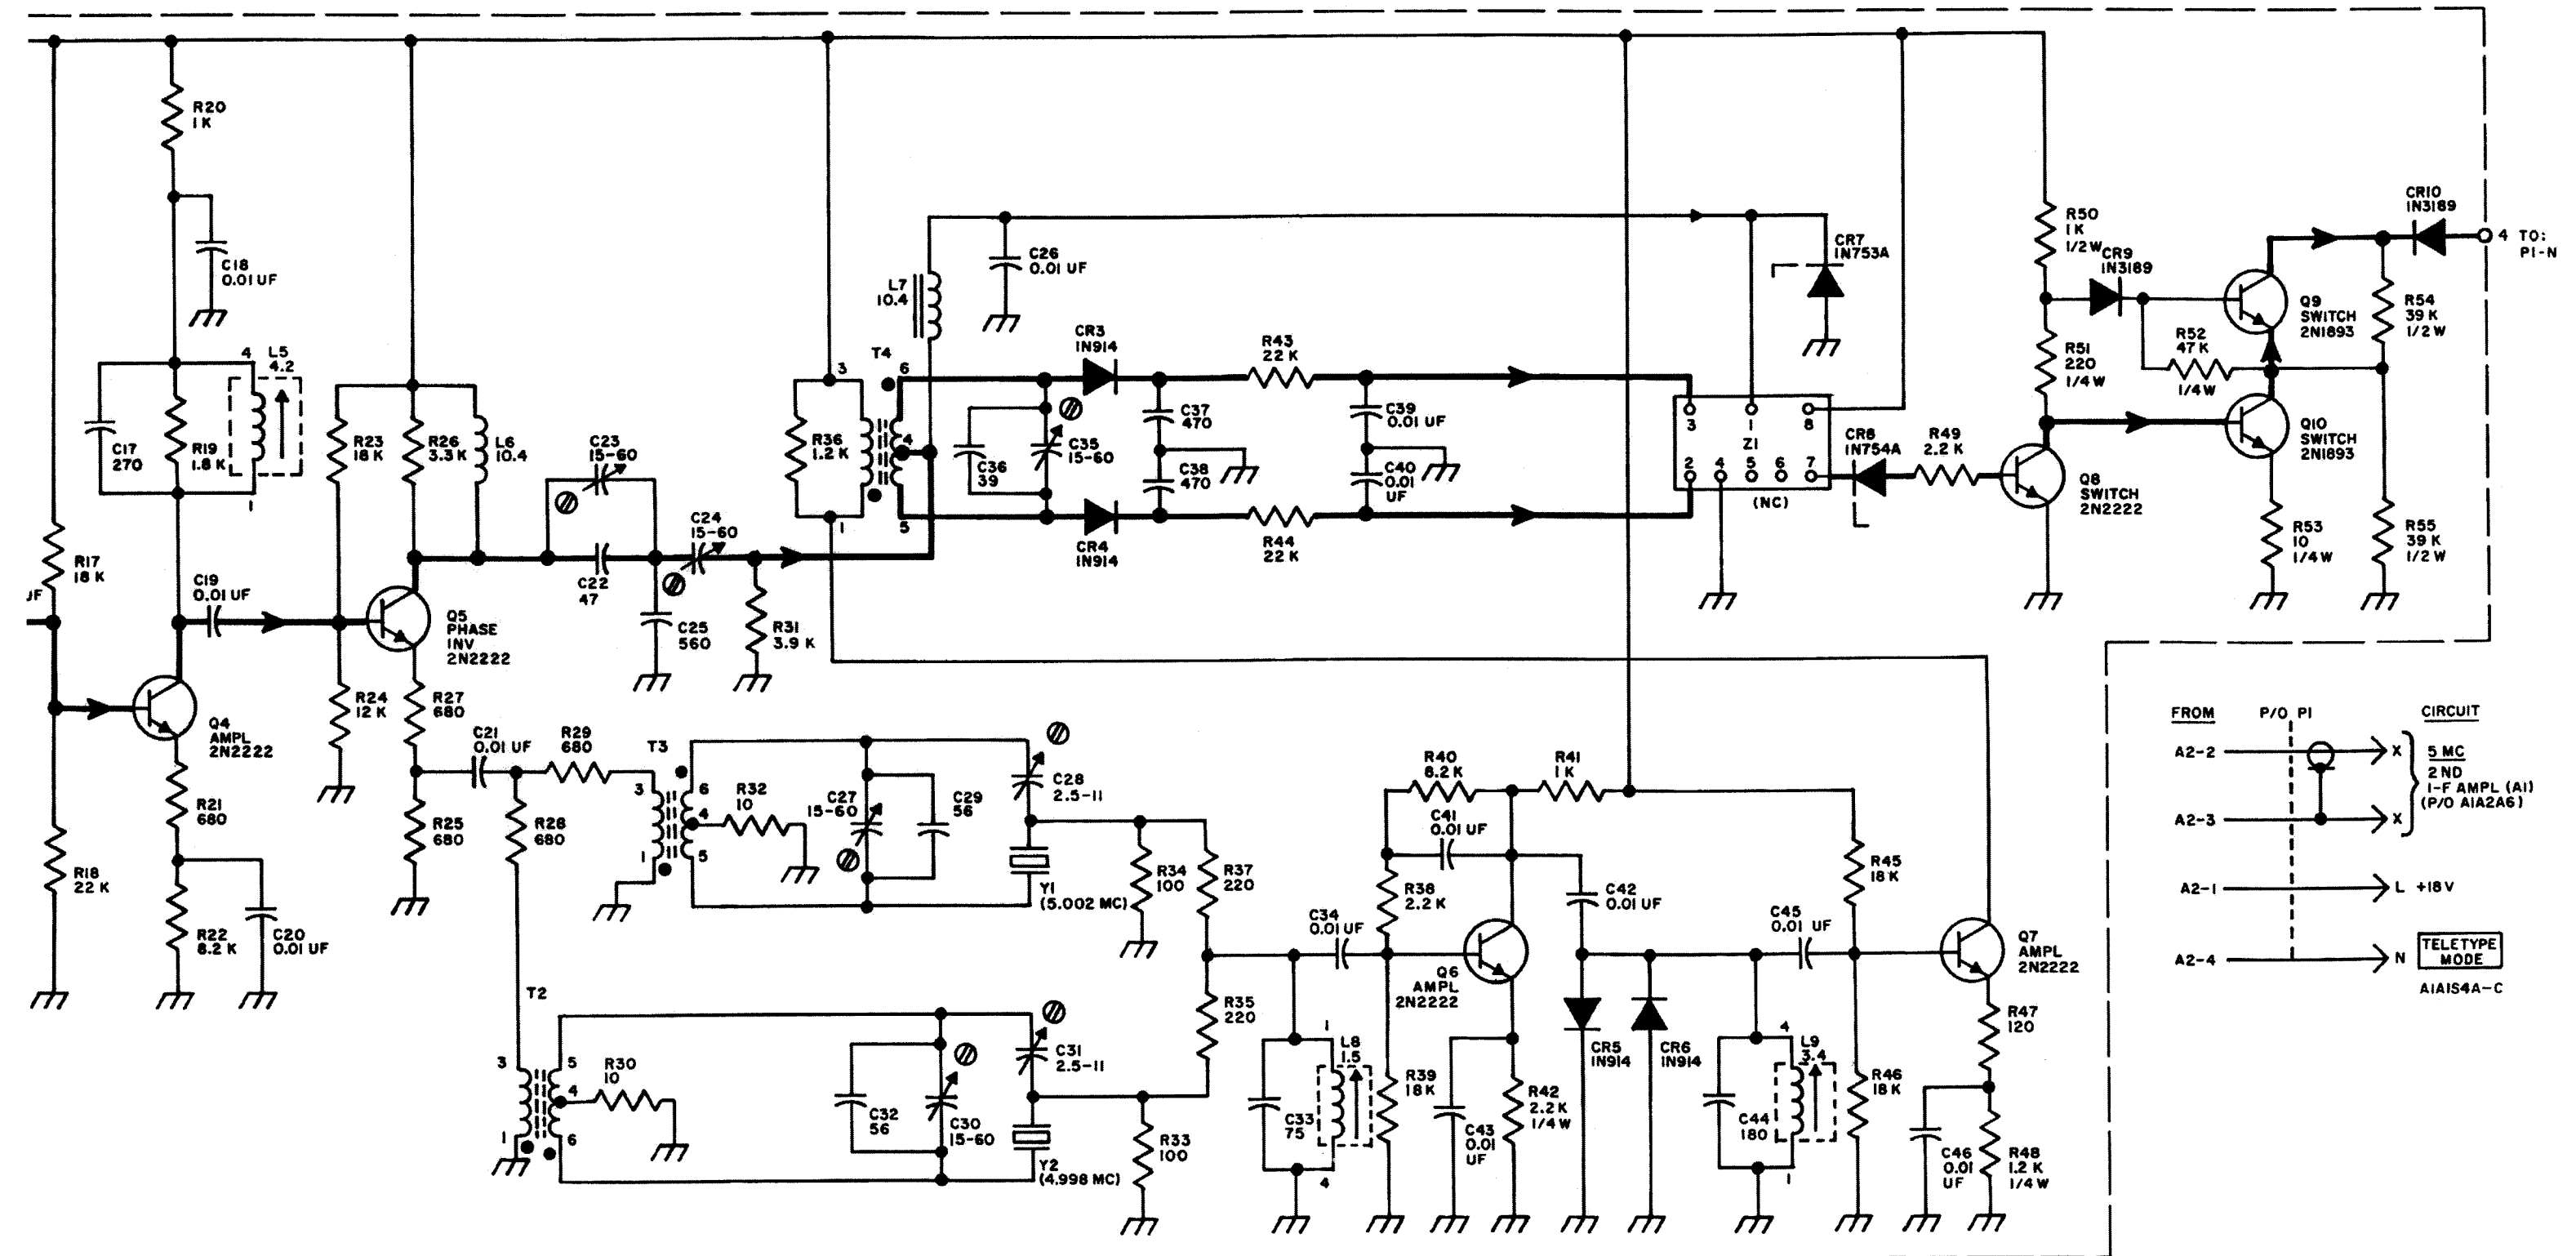 R20
1 K
C18
0.01 UF
4
L5
4.2
C17
270
R19
1.8 K
1
R17
18 K
UF
C19
0.01 UF
R18
22 K
Q4
AMPL
2N2222
R21
680
R22
8.2 K
C20
0.01 UF
R23
18 K
R26
3.3 K
L6
10.4
C23
15-60
C22
47
C24
15-60
C25
560
R31
3.9 K
Q5
PHASE
INV
2N2222
R24
12 K
R27
680
R25
680
C21
0.01 UF
R29
680
R28
680
T3
3
1
6
4
5
R32
10
C27
15-60
C29
56
C28
2.5-11
Y1
(5.002 MC)
R34
100
R37
220
T2
3
1
5
4
6
R30
10
C32
56
C30
15-60
C31
2.5-11
Y2
(4.998 MC)
R33
100
R35
220
R36
1.2 K
3
1
T4
6
4
5
L7
10.4
C26
0.01 UF
C36
39
C35
15-60
CR3
1N914
CR4
1N914
C37
470
C38
470
R43
22 K
R44
22 K
C39
0.01 UF
C40
0.01
UF
3
1
8
Z1
2
4
5
6
7
(NC)
CR7
1N753A
CR8
1N754A
R49
2.2 K
Q8
SWITCH
2N2222
R50
1 K
1/2 W
R51
220
1/4 W
CR9
1N3189
R52
47 K
1/4 W
Q9
SWITCH
2N1893
Q10
SWITCH
2N1893
R53
10
1/4 W
R54
39 K
1/2 W
R55
39 K
1/2 W
CR10
1N3189
4 TO:
P1-N
C34
0.01 UF
C33
75
1
L8
1.5
4
R40
8.2 K
C41
0.01 UF
R38
2.2 K
R39
18 K
R41
1 K
Q6
AMPL
2N2222
C43
0.01
UF
R42
2.2 K
1/4 W
C42
0.01 UF
CR5
1N914
CR6
1N914
C45
0.01 UF
C44
180
4
L9
3.4
1
R45
18 K
R46
18 K
Q7
AMPL
2N2222
R47
120
C46
0.01
UF
R48
1.2 K
1/4 W
FROM P/O P1 CIRCUIT
A2-2 X
5 MC
2 ND
I-F AMPL (A1)
(P/O A1A2A6)
A2-3 X
A2-1 L +18 V
A2-4 N TELETYPE
MODE
A1A1S4A-C